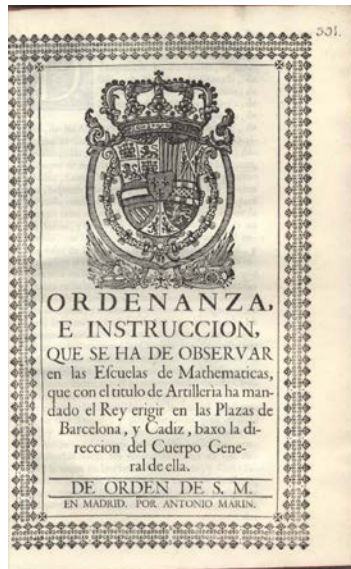 331.
ORDENANZA,
E INSTRUCCION,
QUE SE HA DE OBSERVAR
en las Eſcuelas de Mathematicas,
que con el titulo de Artillerìa ha man-
dado el Rey erigir en las Plazas de
Barcelona, y Cadiz, baxo la di-
reccion del Cuerpo Gene-
ral de ella.
DE ORDEN DE S. M.
EN MADRID. POR ANTONIO MARIN.